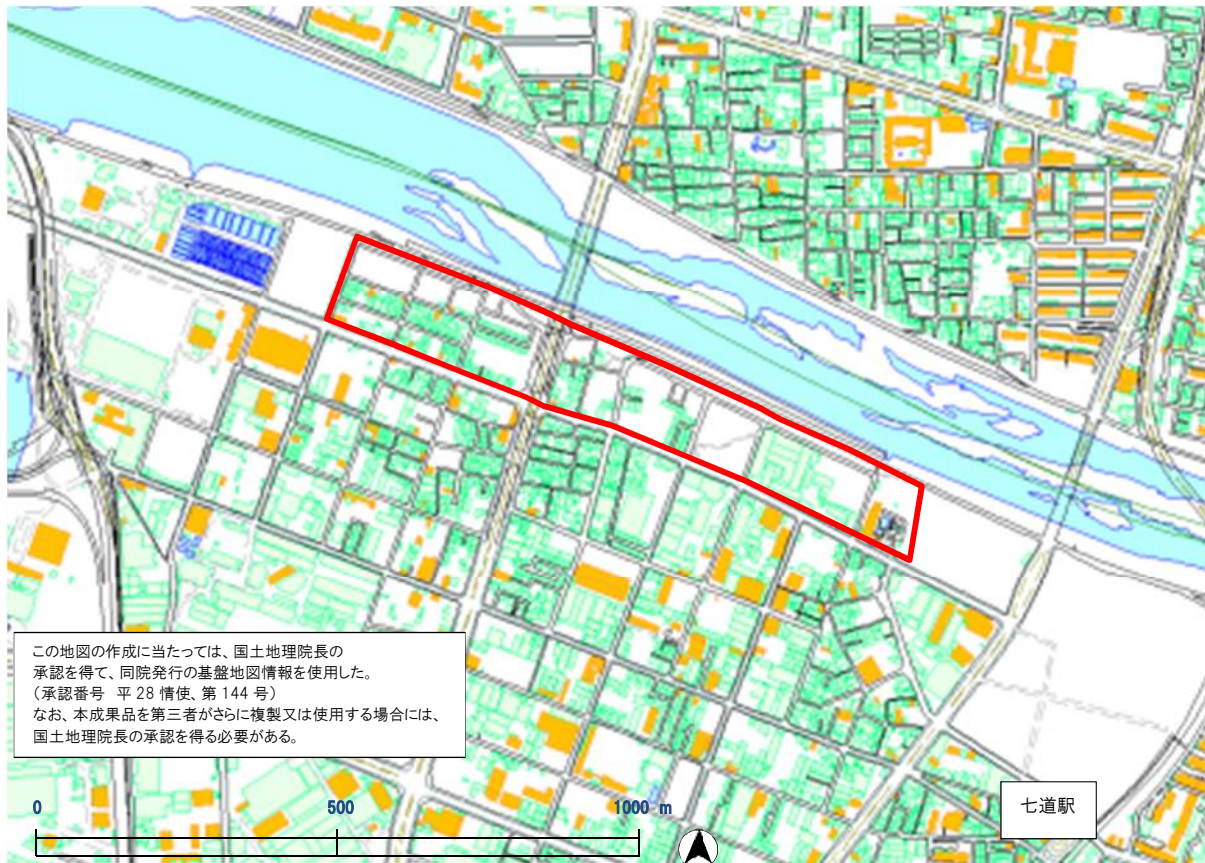 この地図の作成に当たっては、国土地理院長の
承認を得て、同院発行の基盤地図情報を使用した。
（承認番号　平 28 情使、第 144 号）
なお、本成果品を第三者がさらに複製又は使用する場合には、
国土地理院長の承認を得る必要がある。
七道駅
0 500 1000 m